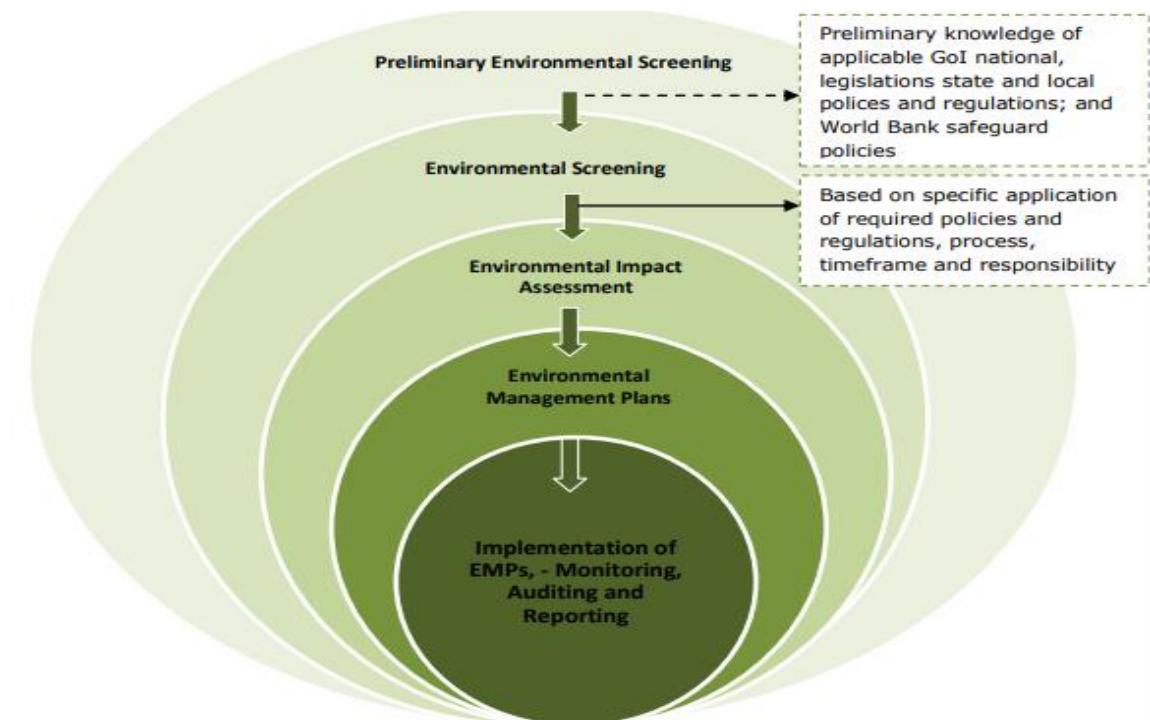 Preliminary Environmental Screening
Preliminary knowledge of
applicable GoI national,
legislations state and local
polices and regulations; and
World Bank safeguard
policies
Environmental Screening
Based on specific application
of required policies and
regulations, process,
timeframe and responsibility
Environmental Impact
Assessment
Environmental
Management Plans
Implementation of
EMPs, - Monitoring,
Auditing and
Reporting